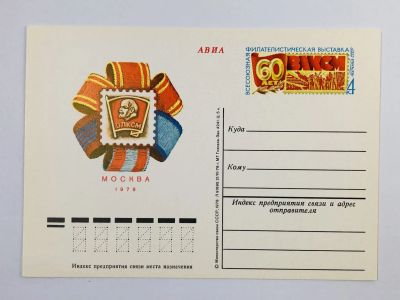 АВИА
ВСЕСОЮЗНАЯ ФИЛАТЕЛИСТИЧЕСКАЯ ВЫСТАВКА
60 ЛЕТ
ВЛКСМ
4
ВЛКСМ
МОСКВА
1978
Куда
Кому
Индекс предприятия связи и адрес
отправителя
Индекс предприятия связи места назначения